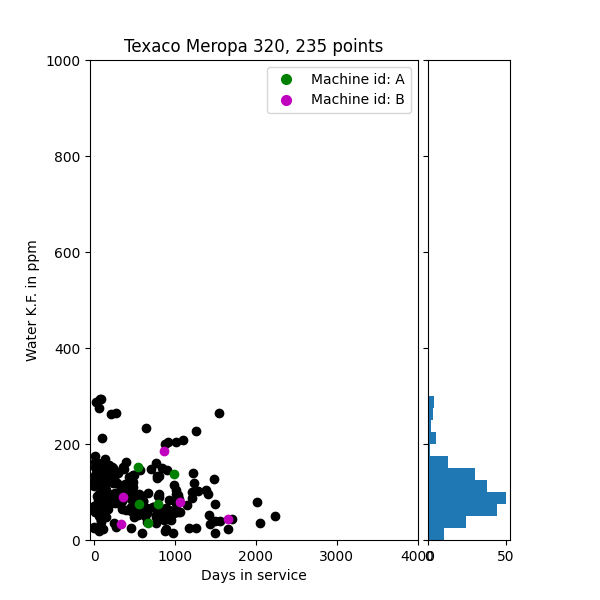 Texaco Meropa 320, 235 points
Machine id: A
Machine id: B
Water K.F. in ppm
1000
800
600
400
200
0
0 1000 2000 3000 4000
0 50
Days in service